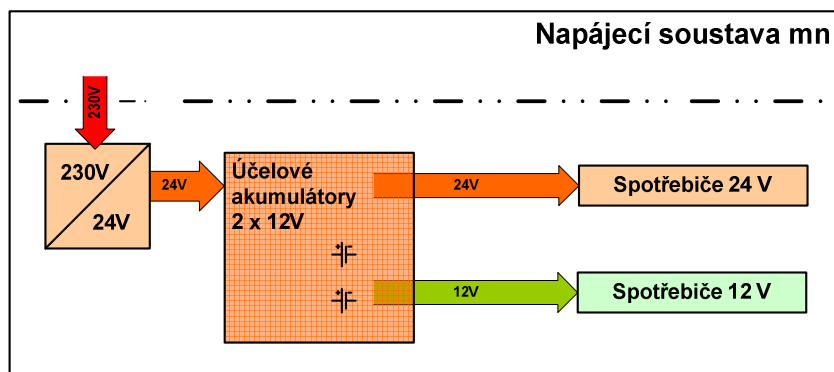 Napájecí soustava mn
230V
230V
24V
24V
Účelové
akumulátory
2 x 12V
24V
Spotřebiče 24 V
12V
Spotřebiče 12 V